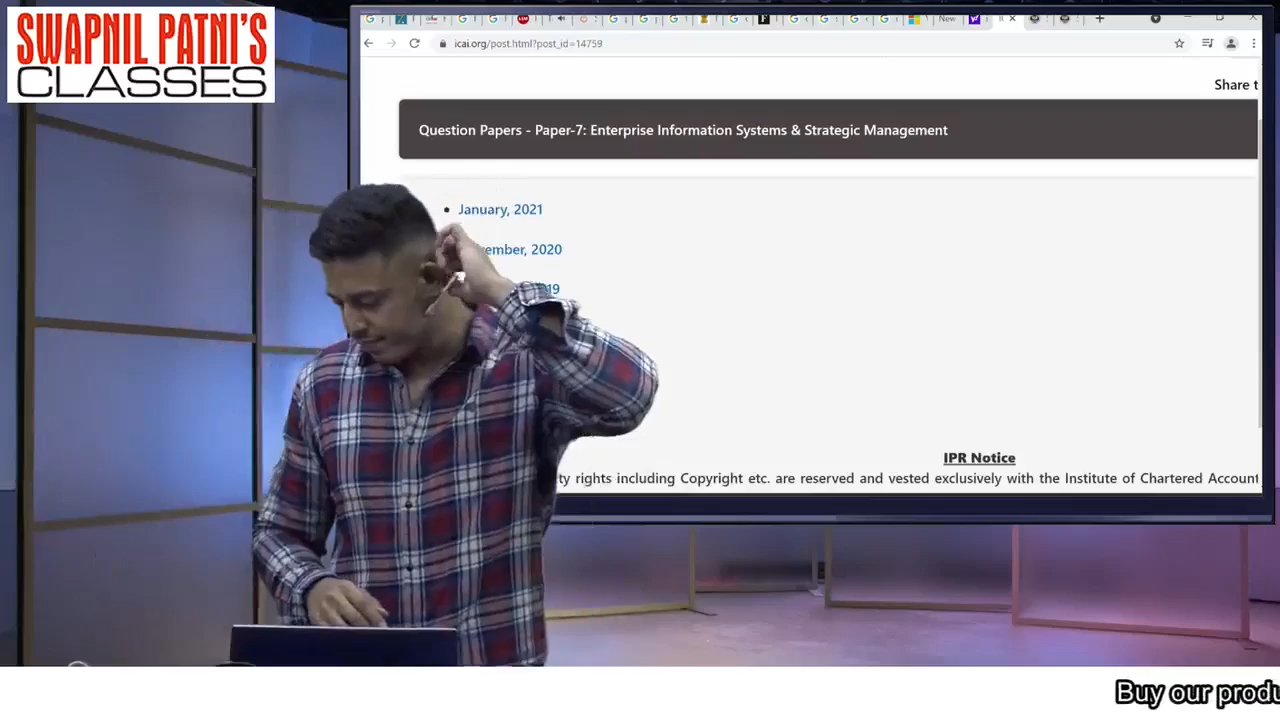 SWAPNIL PATNI'S
CLASSES
New
icai.org/post.html?post_id=14759
Share t
Question Papers - Paper-7: Enterprise Information Systems & Strategic Management
January, 2021
ember, 2020
19
IPR Notice
ty rights including Copyright etc. are reserved and vested exclusively with the Institute of Chartered Account
Buy our produ